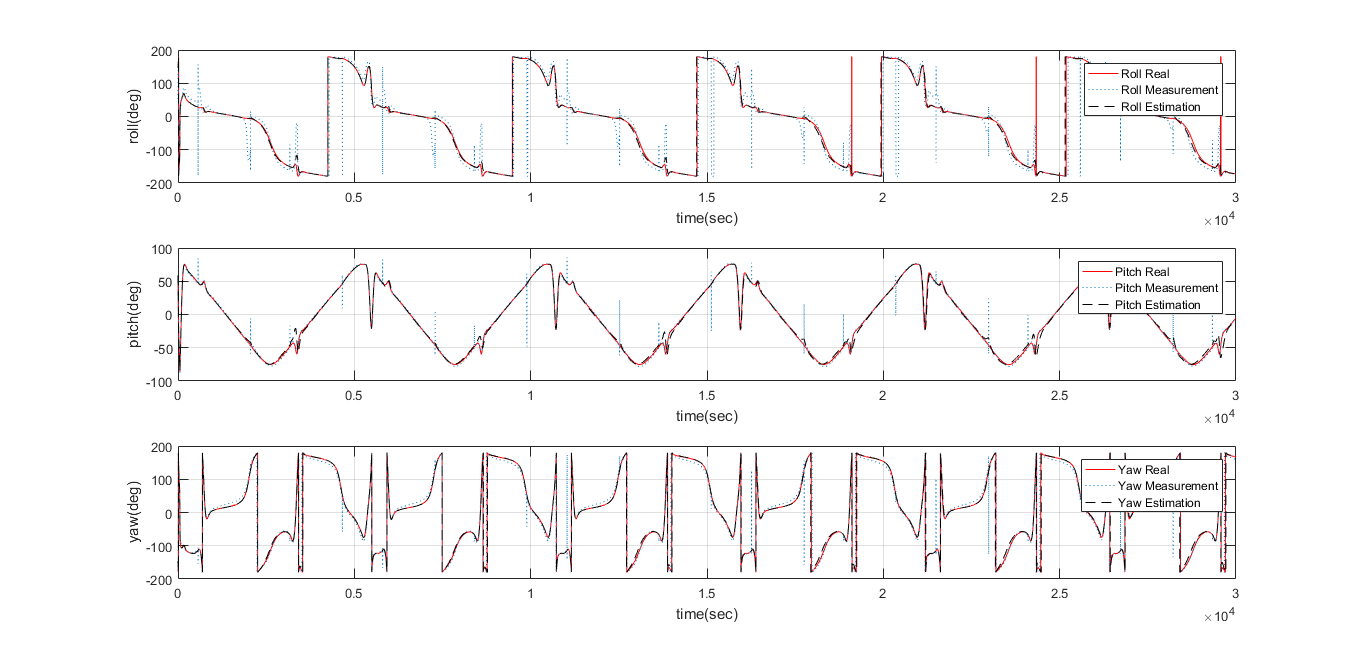 200
100
0
-100
-200
roll(deg)
Roll Real
Roll Measurement
Roll Estimation
0 0.5 1 1.5 2 2.5 3
time(sec)
×10^4
100
50
0
-50
-100
pitch(deg)
Pitch Real
Pitch Measurement
Pitch Estimation
0 0.5 1 1.5 2 2.5 3
time(sec)
×10^4
200
100
0
-100
-200
yaw(deg)
Yaw Real
Yaw Measurement
Yaw Estimation
0 0.5 1 1.5 2 2.5 3
time(sec)
×10^4